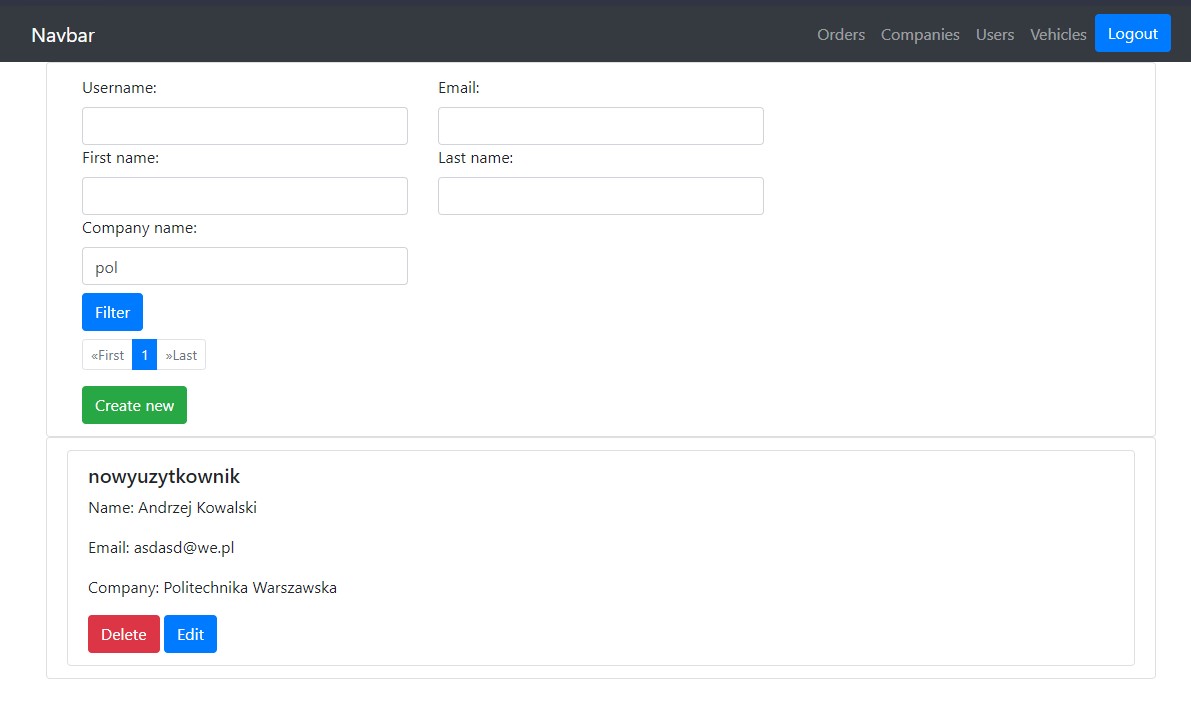 Navbar Orders Companies Users Vehicles Logout
Username: Email:
First name: Last name:
Company name:
pol
Filter
«First 1 »Last
Create new
nowyuzytkownik
Name: Andrzej Kowalski
Email: asdasd@we.pl
Company: Politechnika Warszawska
Delete Edit